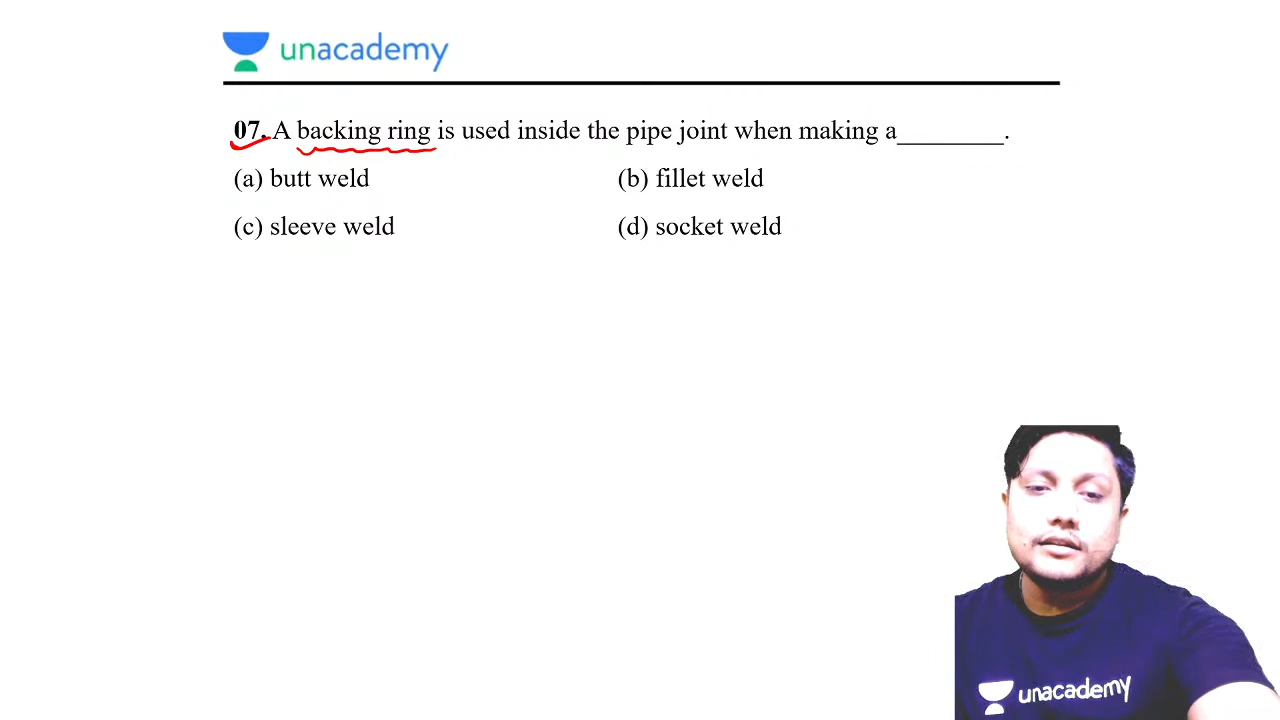 unacademy
07. A backing ring is used inside the pipe joint when making a________.
(a) butt weld (b) fillet weld
(c) sleeve weld (d) socket weld
unacademy